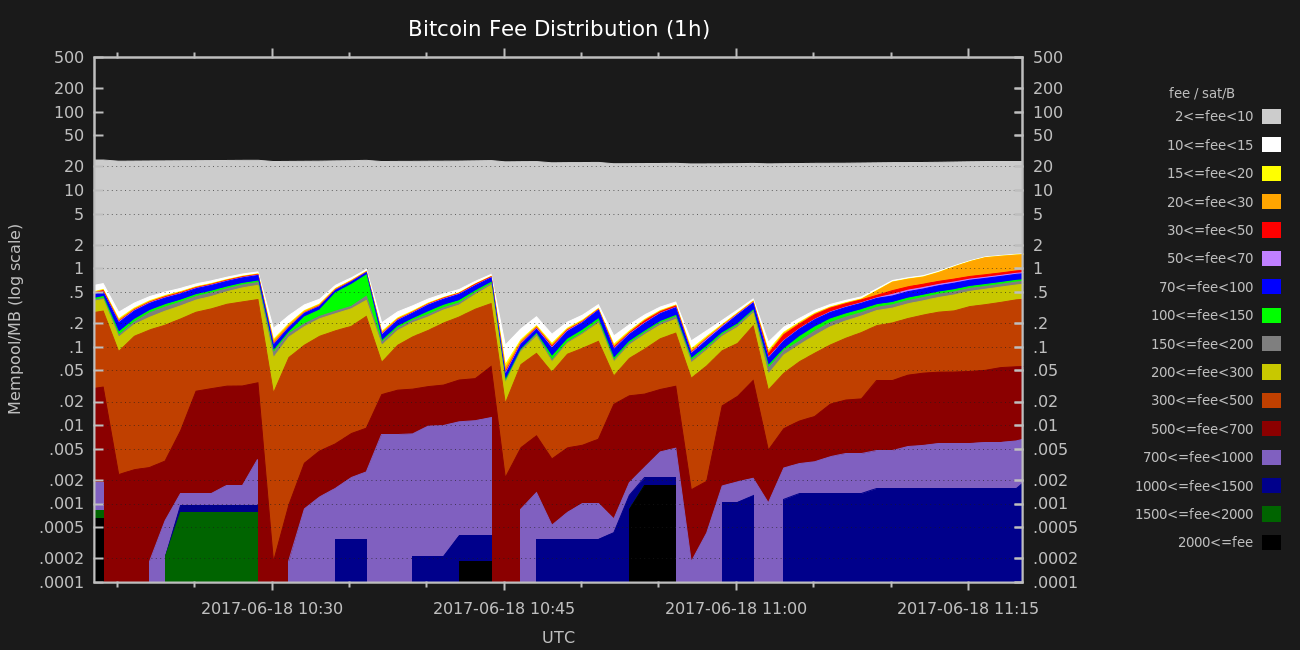 Bitcoin Fee Distribution (1h)
Mempool/MB (log scale)
500
200
100
50
20
10
5
2
1
.5
.2
.1
.05
.02
.01
.005
.002
.001
.0005
.0002
.0001
500
200
100
50
20
10
5
2
1
.5
.2
.1
.05
.02
.01
.005
.002
.001
.0005
.0002
.0001
2017-06-18 10:30
2017-06-18 10:45
2017-06-18 11:00
2017-06-18 11:15
UTC
fee / sat/B
2<=fee<10
10<=fee<15
15<=fee<20
20<=fee<30
30<=fee<50
50<=fee<70
70<=fee<100
100<=fee<150
150<=fee<200
200<=fee<300
300<=fee<500
500<=fee<700
700<=fee<1000
1000<=fee<1500
1500<=fee<2000
2000<=fee